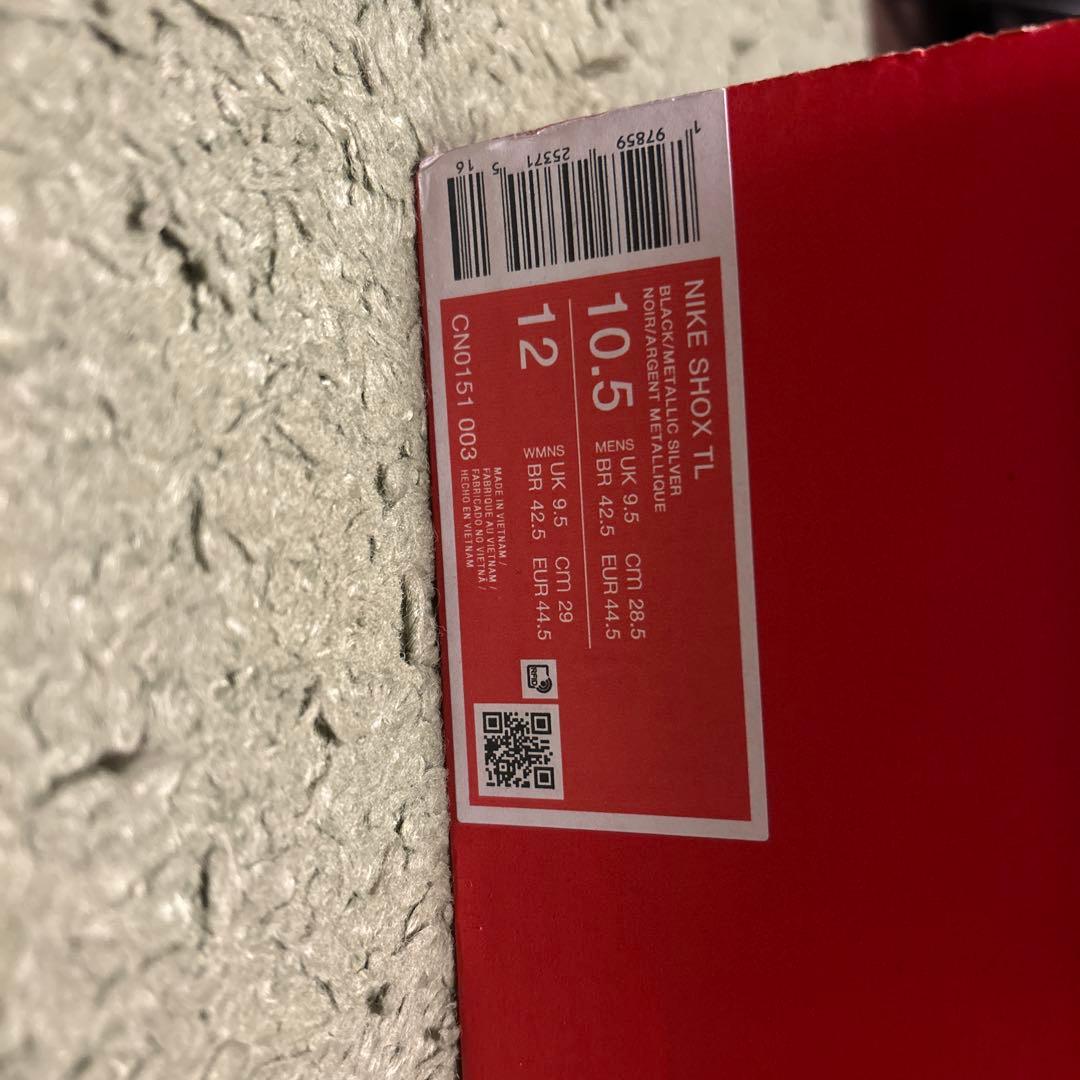 NIKE SHOX TL
BLACK/METALLIC SILVER
NOIR/ARGENT METALLIQUE
10.5 MENS UK 9.5 cm 28.5
BR 42.5 EUR 44.5
12 WMNS UK 9.5 cm 29
BR 42.5 EUR 44.5
CN0151 003
MADE IN VIETNAM /
FABRIQUE AU VIETNAM /
FABRICADO NO VIETNÃ /
HECHO EN VIETNAM
RFID
1 97859 25371 5 16